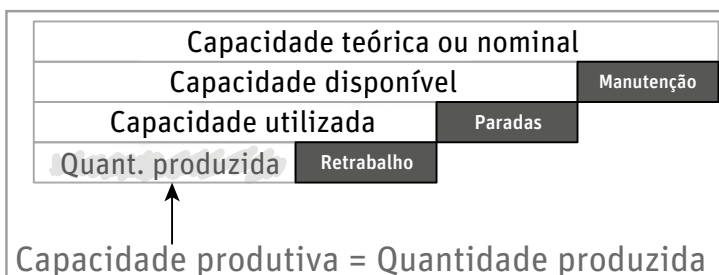 Capacidade teórica ou nominal
Capacidade disponível Manutenção
Capacidade utilizada Paradas
Quant. produzida Retrabalho
Capacidade produtiva = Quantidade produzida